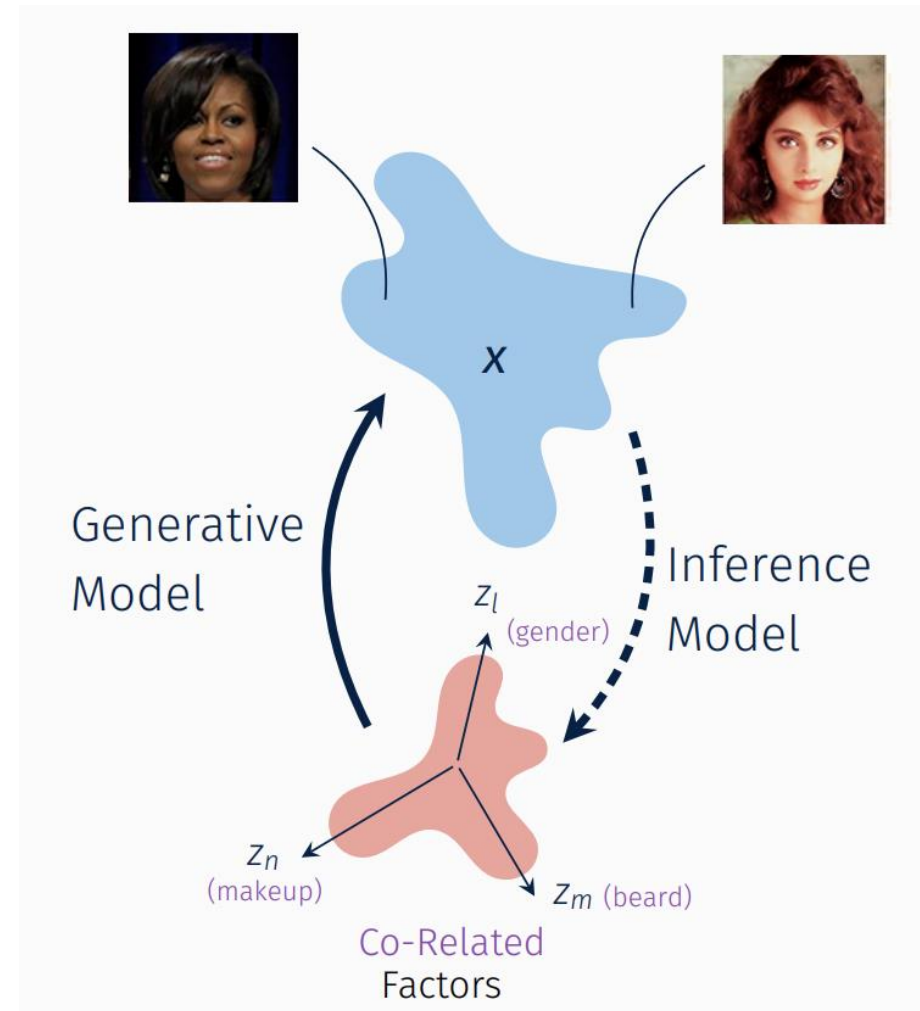 x
Generative
Model
Inference
Model
z_l
(gender)
z_n
(makeup)
z_m (beard)
Co-Related
Factors